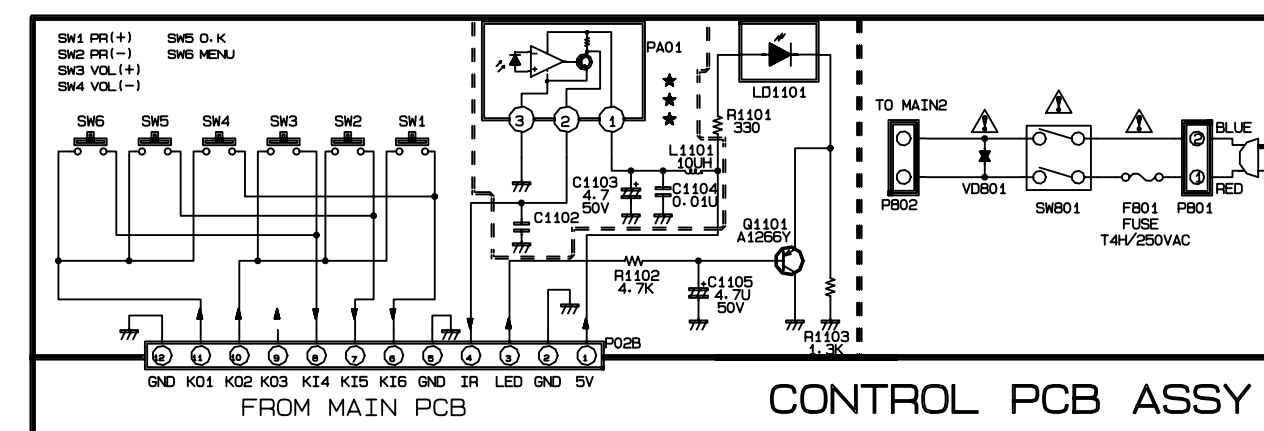 SW1 PR(+) SW5 O.K
SW2 PR(-) SW6 MENU
SW3 VOL(+)
SW4 VOL(-)
PA01
LD1101
SW6 SW5 SW4 SW3 SW2 SW1
3 2 1
R1101
330
L1101
10UH
C1103
4.7
50V
C1104
0.01U
C1102
Q1101
A1266Y
R1102
4.7K
C1105
4.7U
50V
R1103
1.3K
TO MAIN2
P802
VD801
SW801
F801
FUSE
T4H/250VAC
2
1
P801
BLUE
RED
P02B
12 11 10 9 8 7 6 5 4 3 2 1
GND KO1 KO2 KO3 KI4 KI5 KI6 GND IR LED GND 5V
FROM MAIN PCB
CONTROL PCB ASSY